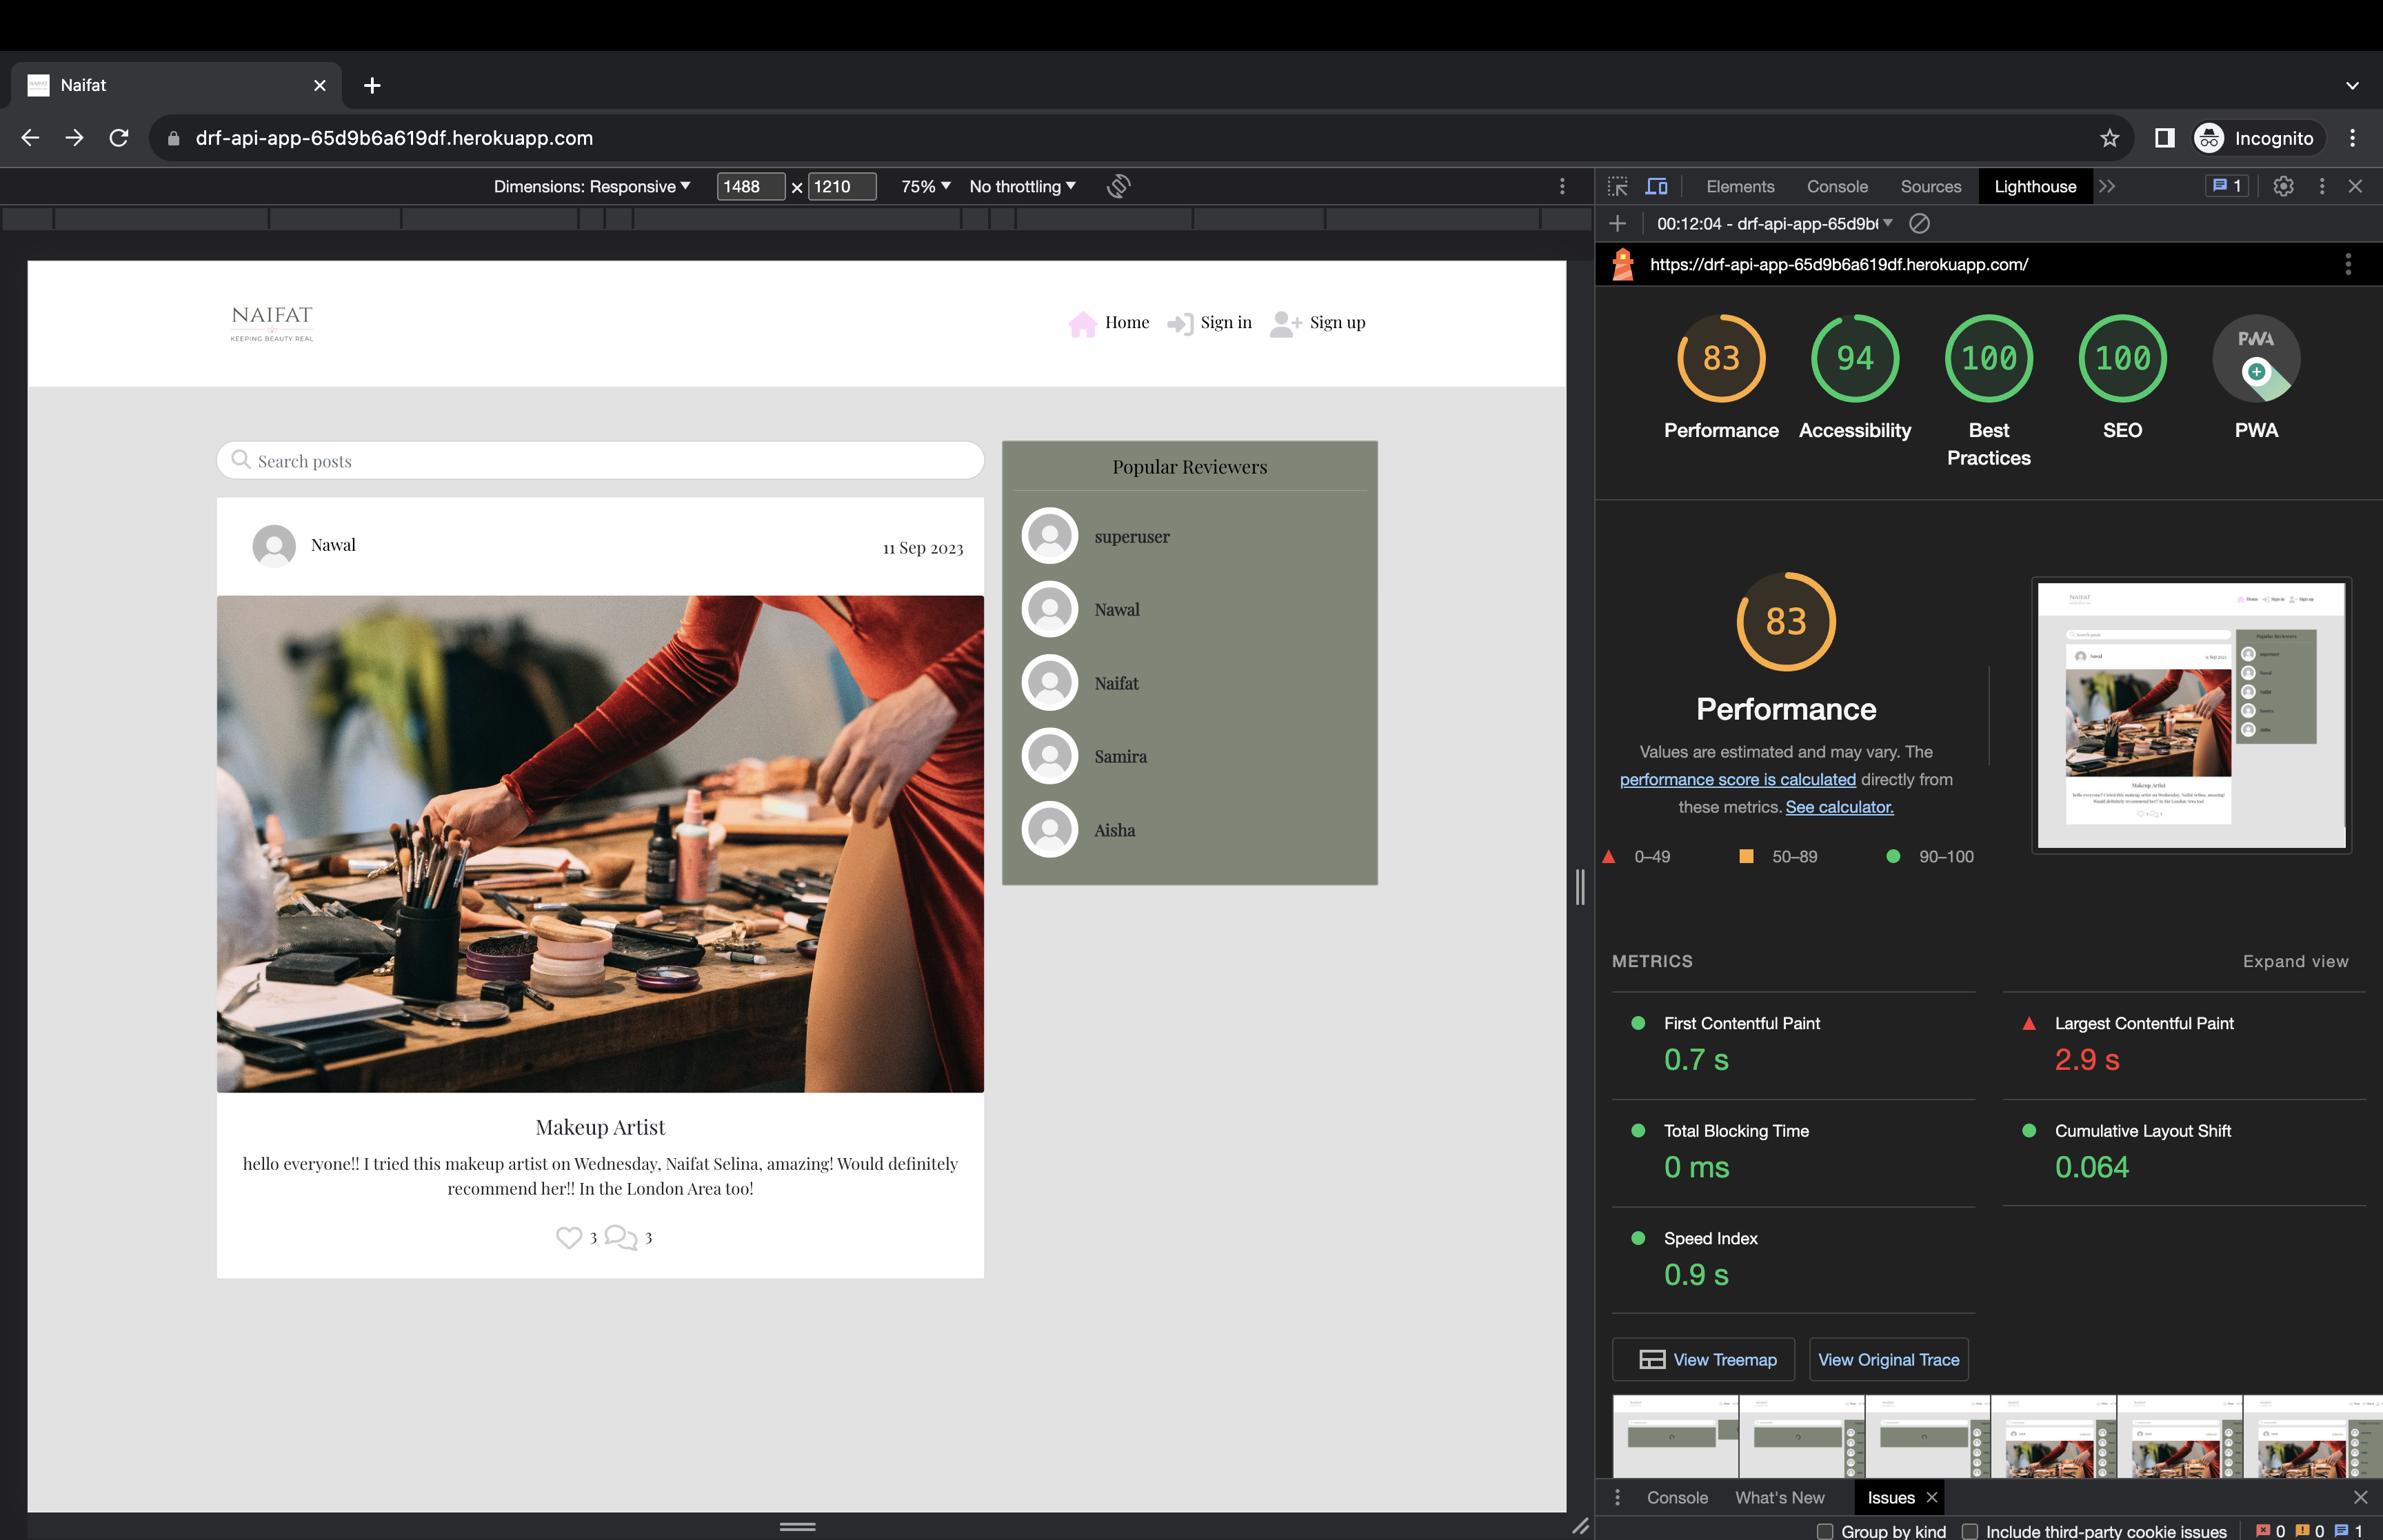 Naifat
drf-api-app-65d9b6a619df.herokuapp.com
Incognito
Dimensions: Responsive
1488 × 1210
75%
No throttling
Elements
Console
Sources
Lighthouse
1
00:12:04 - drf-api-app-65d9b
https://drf-api-app-65d9b6a619df.herokuapp.com/
NAIFAT
KEEPING BEAUTY REAL
Home
Sign in
Sign up
Search posts
Nawal
11 Sep 2023
Makeup Artist
hello everyone!! I tried this makeup artist on Wednesday, Naifat Selina, amazing! Would definitely
recommend her!! In the London Area too!
3
3
Popular Reviewers
superuser
Nawal
Naifat
Samira
Aisha
83
94
100
100
PWA
Performance
Accessibility
Best
Practices
SEO
PWA
83
Performance
Values are estimated and may vary. The
performance score is calculated directly from
these metrics. See calculator.
0–49
50–89
90–100
METRICS
Expand view
First Contentful Paint
0.7 s
Largest Contentful Paint
2.9 s
Total Blocking Time
0 ms
Cumulative Layout Shift
0.064
Speed Index
0.9 s
View Treemap
View Original Trace
Console
What's New
Issues
Group by kind
Include third-party cookie issues
0
0
1